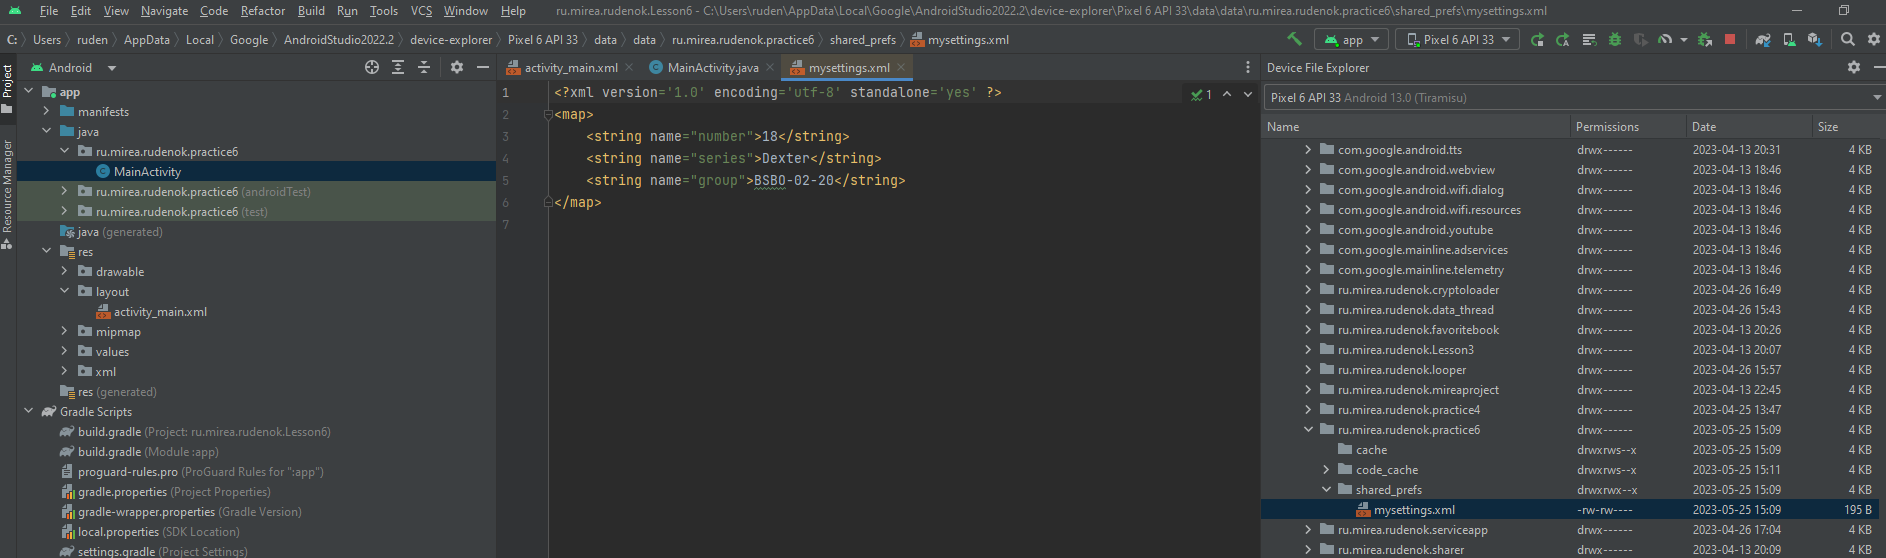 File Edit View Navigate Code Refactor Build Run Tools VCS Window Help ru.mirea.rudenok.Lesson6 - C:\Users\ruden\AppData\Local\Google\AndroidStudio2022.2\device-explorer\Pixel 6 API 33\data\data\ru.mirea.rudenok.practice6\shared_prefs\mysettings.xml
C: Users ruden AppData Local Google AndroidStudio2022.2 device-explorer Pixel 6 API 33 data data ru.mirea.rudenok.practice6 shared_prefs mysettings.xml app Pixel 6 API 33
Project
Resource Manager
Android
app
manifests
java
ru.mirea.rudenok.practice6
MainActivity
ru.mirea.rudenok.practice6 (androidTest)
ru.mirea.rudenok.practice6 (test)
java (generated)
res
drawable
layout
activity_main.xml
mipmap
values
xml
res (generated)
Gradle Scripts
build.gradle (Project: ru.mirea.rudenok.Lesson6)
build.gradle (Module :app)
proguard-rules.pro (ProGuard Rules for ":app")
gradle.properties (Project Properties)
gradle-wrapper.properties (Gradle Version)
local.properties (SDK Location)
settings.gradle (Project Settings)
activity_main.xml MainActivity.java mysettings.xml
1 <?xml version='1.0' encoding='utf-8' standalone='yes' ?> 1
2 <map>
3 <string name="number">18</string>
4 <string name="series">Dexter</string>
5 <string name="group">BSBO-02-20</string>
6 </map>
7
Device File Explorer
Pixel 6 API 33 Android 13.0 (Tiramisu)
Name Permissions Date Size
com.google.android.tts drwx------ 2023-04-13 20:31 4 KB
com.google.android.webview drwx------ 2023-04-13 18:46 4 KB
com.google.android.wifi.dialog drwx------ 2023-04-13 18:46 4 KB
com.google.android.wifi.resources drwx------ 2023-04-13 18:46 4 KB
com.google.android.youtube drwx------ 2023-04-13 18:46 4 KB
com.google.mainline.adservices drwx------ 2023-04-13 18:46 4 KB
com.google.mainline.telemetry drwx------ 2023-04-13 18:46 4 KB
ru.mirea.rudenok.cryptoloader drwx------ 2023-04-26 16:49 4 KB
ru.mirea.rudenok.data_thread drwx------ 2023-04-26 15:43 4 KB
ru.mirea.rudenok.favoritebook drwx------ 2023-04-13 20:26 4 KB
ru.mirea.rudenok.Lesson3 drwx------ 2023-04-13 20:07 4 KB
ru.mirea.rudenok.looper drwx------ 2023-04-26 15:57 4 KB
ru.mirea.rudenok.mireaproject drwx------ 2023-04-13 22:45 4 KB
ru.mirea.rudenok.practice4 drwx------ 2023-04-25 13:47 4 KB
ru.mirea.rudenok.practice6 drwx------ 2023-05-25 15:09 4 KB
cache drwxrws--x 2023-05-25 15:09 4 KB
code_cache drwxrws--x 2023-05-25 15:11 4 KB
shared_prefs drwxrwx--x 2023-05-25 15:09 4 KB
mysettings.xml -rw-rw---- 2023-05-25 15:09 195 B
ru.mirea.rudenok.serviceapp drwx------ 2023-04-26 17:04 4 KB
ru.mirea.rudenok.sharer drwx------ 2023-04-13 20:09 4 KB